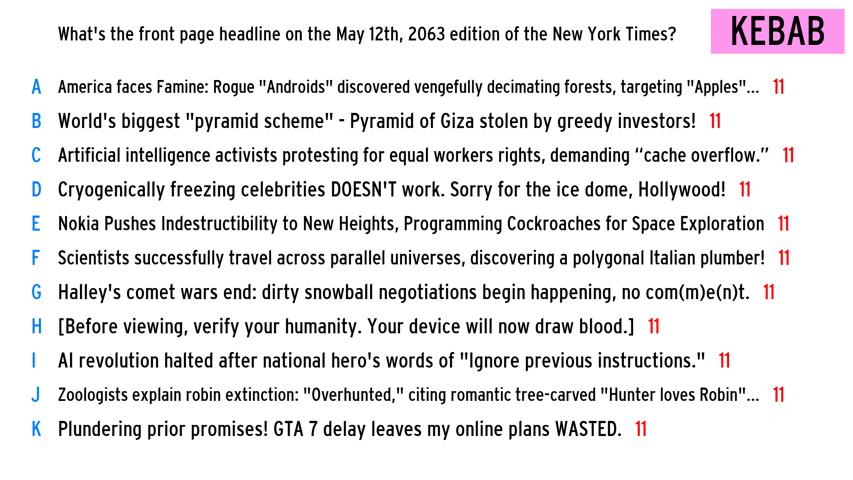 What's the front page headline on the May 12th, 2063 edition of the New York Times?
KEBAB
A America faces Famine: Rogue "Androids" discovered vengefully decimating forests, targeting "Apples"... 11
B World's biggest "pyramid scheme" - Pyramid of Giza stolen by greedy investors! 11
C Artificial intelligence activists protesting for equal workers rights, demanding “cache overflow.” 11
D Cryogenically freezing celebrities DOESN'T work. Sorry for the ice dome, Hollywood! 11
E Nokia Pushes Indestructibility to New Heights, Programming Cockroaches for Space Exploration 11
F Scientists successfully travel across parallel universes, discovering a polygonal Italian plumber! 11
G Halley's comet wars end: dirty snowball negotiations begin happening, no com(m)e(n)t. 11
H [Before viewing, verify your humanity. Your device will now draw blood.] 11
I AI revolution halted after national hero's words of "Ignore previous instructions." 11
J Zoologists explain robin extinction: "Overhunted," citing romantic tree-carved "Hunter loves Robin"... 11
K Plundering prior promises! GTA 7 delay leaves my online plans WASTED. 11